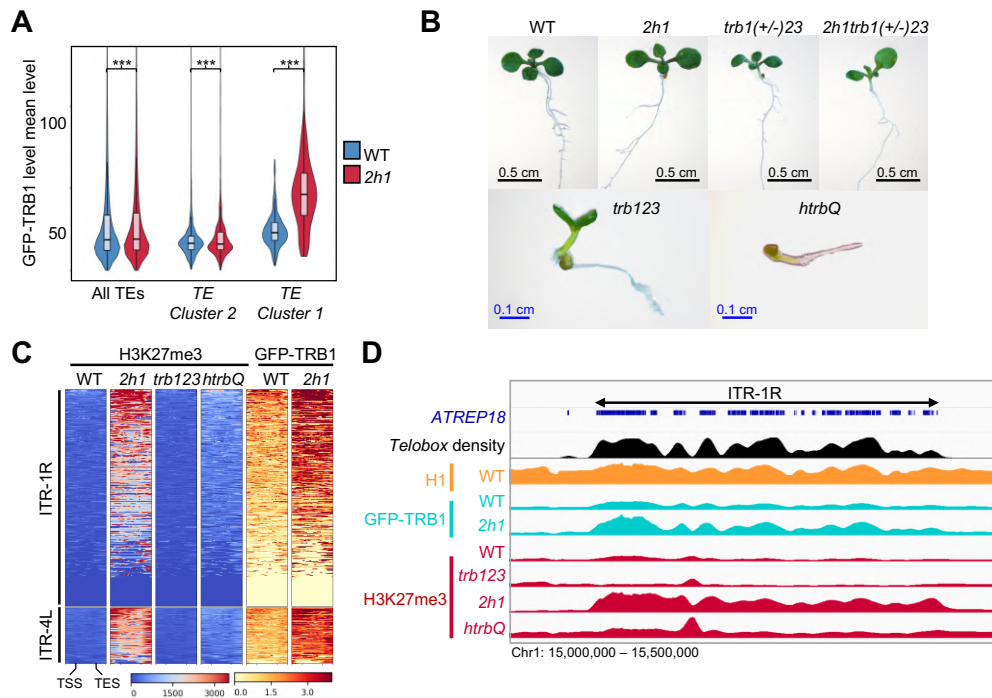 A
GFP-TRB1 level mean level
100
50
***
***
***
WT
2h1
All TEs
TE
Cluster 2
TE
Cluster 1
B
WT
2h1
trb1(+/-)23
2h1trb1(+/-)23
0.5 cm
0.5 cm
0.5 cm
0.5 cm
trb123
htrbQ
0.1 cm
0.1 cm
C
H3K27me3
GFP-TRB1
WT
2h1
trb123
htrbQ
WT
2h1
ITR-1R
ITR-4L
TSS
TES
0
1500
3000
0.0
1.5
3.0
D
ITR-1R
ATREP18
Telobox density
H1
WT
GFP-TRB1
WT
2h1
H3K27me3
WT
trb123
2h1
htrbQ
Chr1: 15,000,000 – 15,500,000